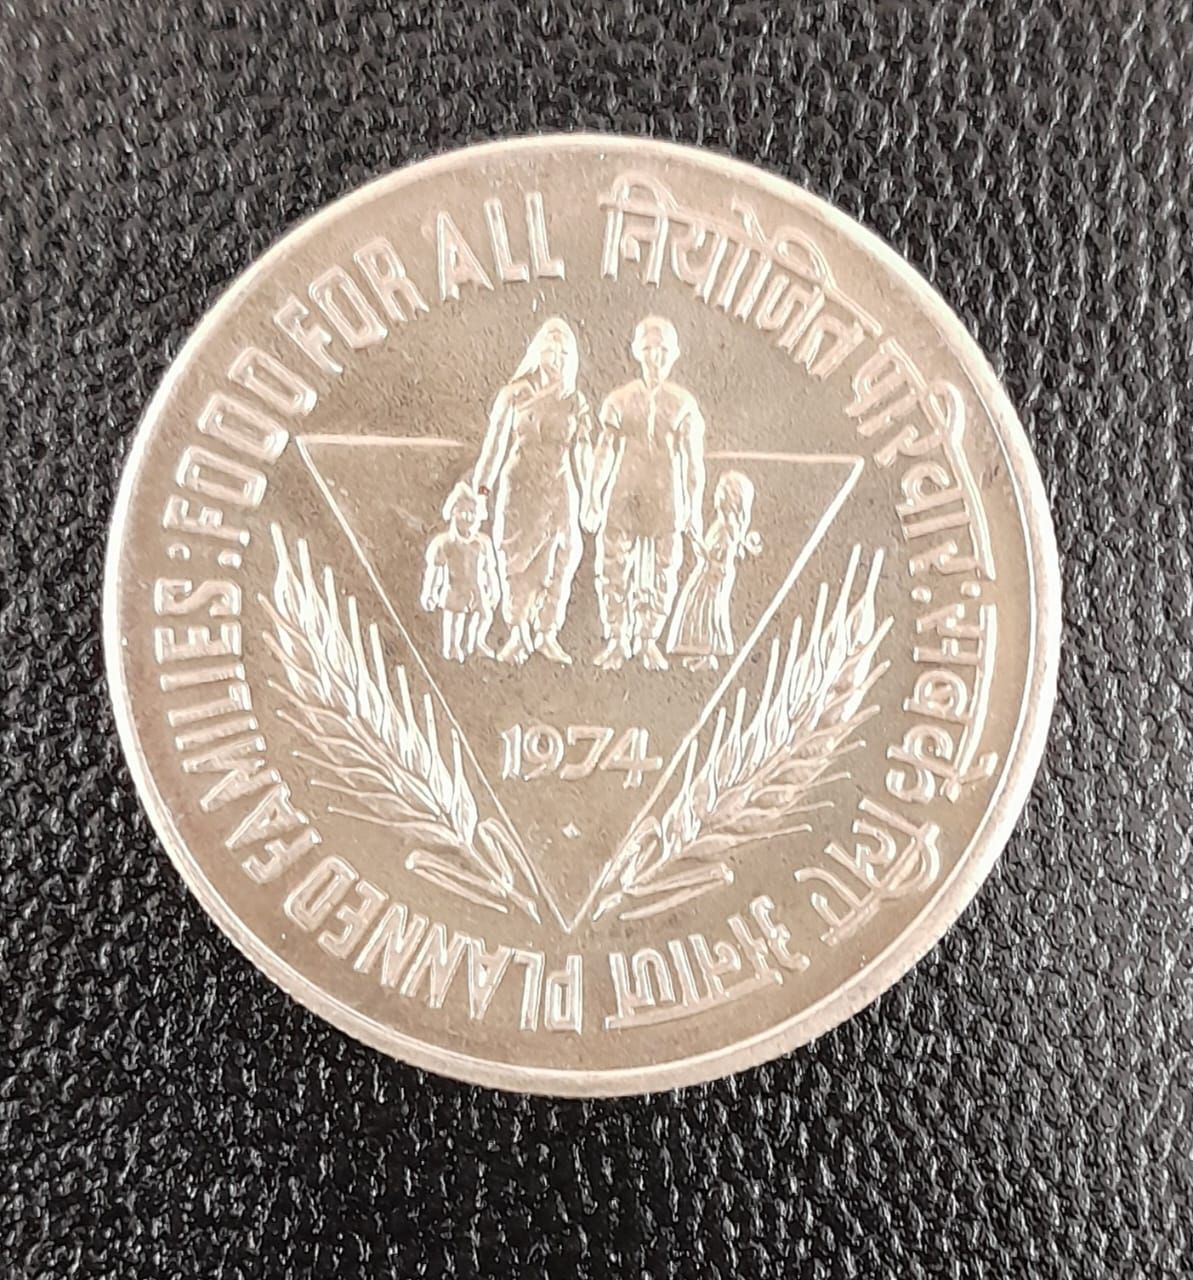 PLANNED FAMILIES: FOOD FOR ALL
नियोजित परिवार: सबके लिए अनाज
1974